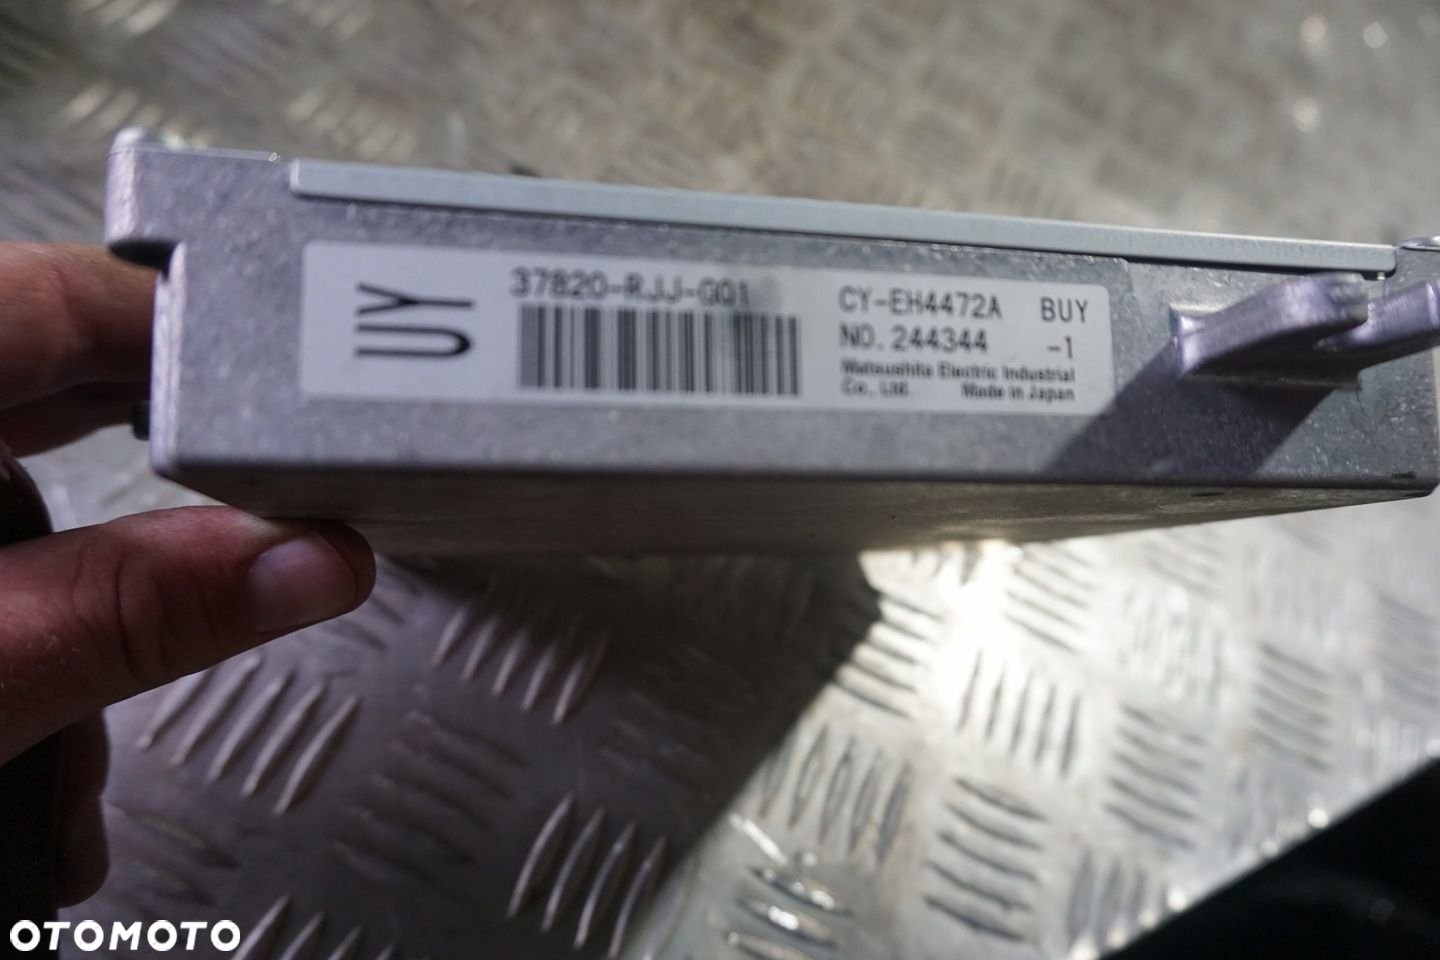 UY
37820-RJJ-G01
CY-EH4472A BUY
NO. 244344 -1
Matsushita Electric Industrial
Co., Ltd. Made in Japan
OTOMOTO